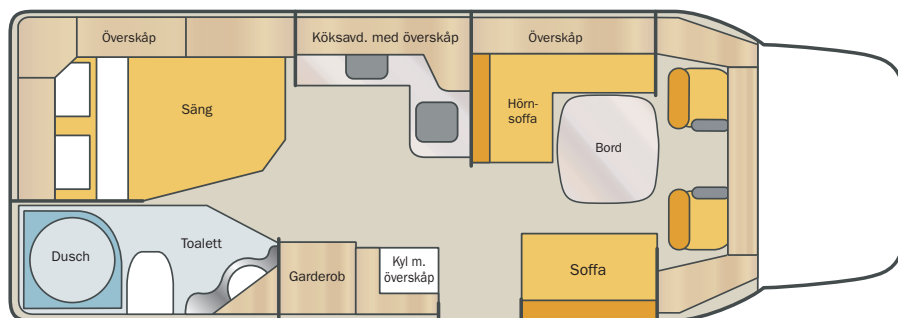 Överskåp
Köksavd. med överskåp
Överskåp
Säng
Hörn-
soffa
Bord
Dusch
Toalett
Garderob
Kyl m.
överskåp
Soffa